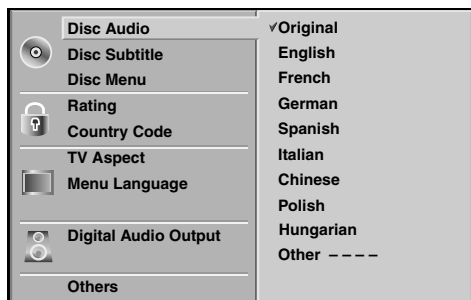 Disc Audio
Disc Subtitle
Disc Menu
Rating
Country Code
TV Aspect
Menu Language
Digital Audio Output
Others
✓Original
English
French
German
Spanish
Italian
Chinese
Polish
Hungarian
Other – – – –